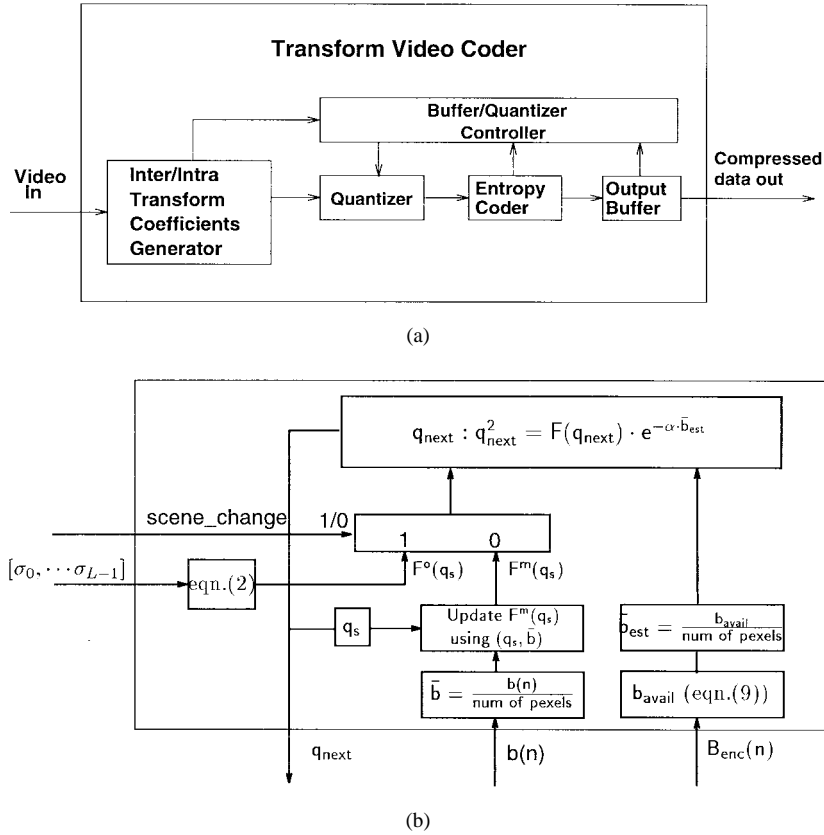 Transform Video Coder
Buffer/Quantizer
Controller
Video
In
Inter/Intra
Transform
Coefficients
Generator
Quantizer
Entropy
Coder
Output
Buffer
Compressed
data out
(a)
q_next : q²_next = F(q_next) · e^{−α·b̄_est}
scene_change
1/0
1
0
[σ_0, ⋯ σ_{L−1}]
eqn.(2)
F^o(q_s)
F^m(q_s)
q_s
Update F^m(q_s)
using (q_s, b̄)
b̄_est = b_avail / num of pexels
b̄ = b(n) / num of pexels
b_avail (eqn.(9))
q_next
b(n)
B_enc(n)
(b)